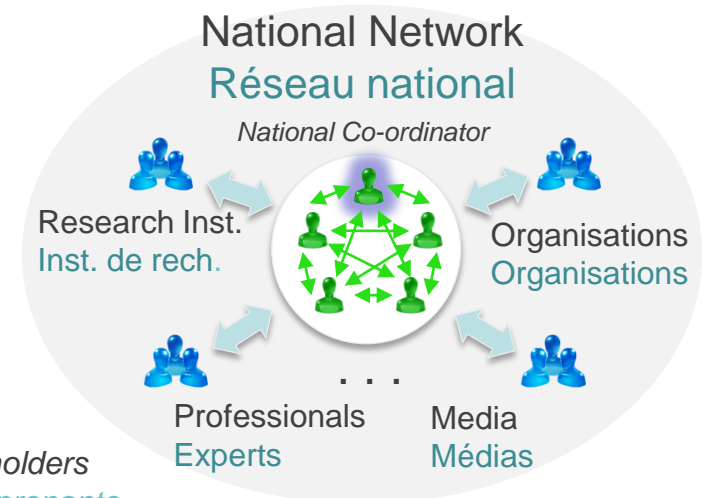 National Network
Réseau national
National Co-ordinator
Research Inst.
Inst. de rech.
Organisations
Organisations
. . .
Professionals
Experts
Media
Médias